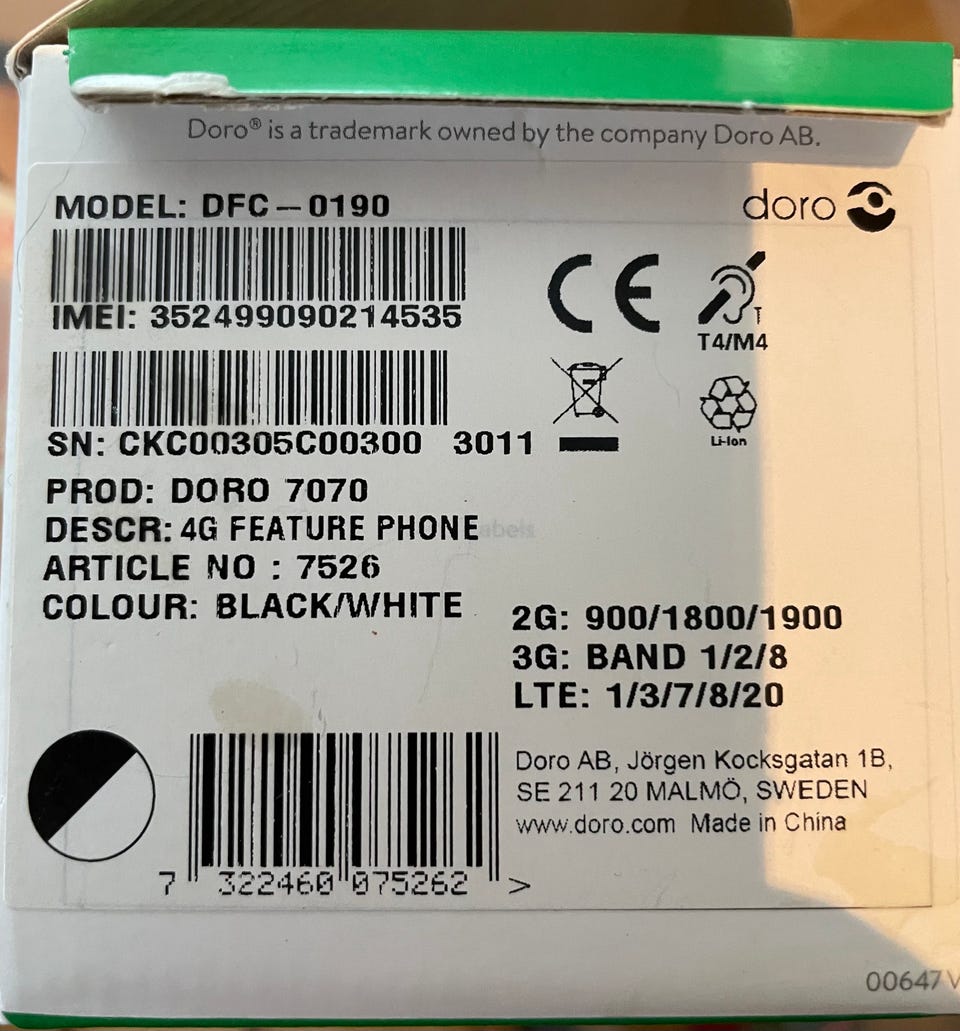 Doro® is a trademark owned by the company Doro AB.
MODEL: DFC-0190
doro
IMEI: 352499090214535
CE
T
T4/M4
Li-Ion
SN: CKC00305C00300 3011
PROD: DORO 7070
DESCR: 4G FEATURE PHONE
abels
ARTICLE NO : 7526
COLOUR: BLACK/WHITE
2G: 900/1800/1900
3G: BAND 1/2/8
LTE: 1/3/7/8/20
Doro AB, Jörgen Kocksgatan 1B,
SE 211 20 MALMÖ, SWEDEN
www.doro.com Made in China
7 322460 075262 >
00647